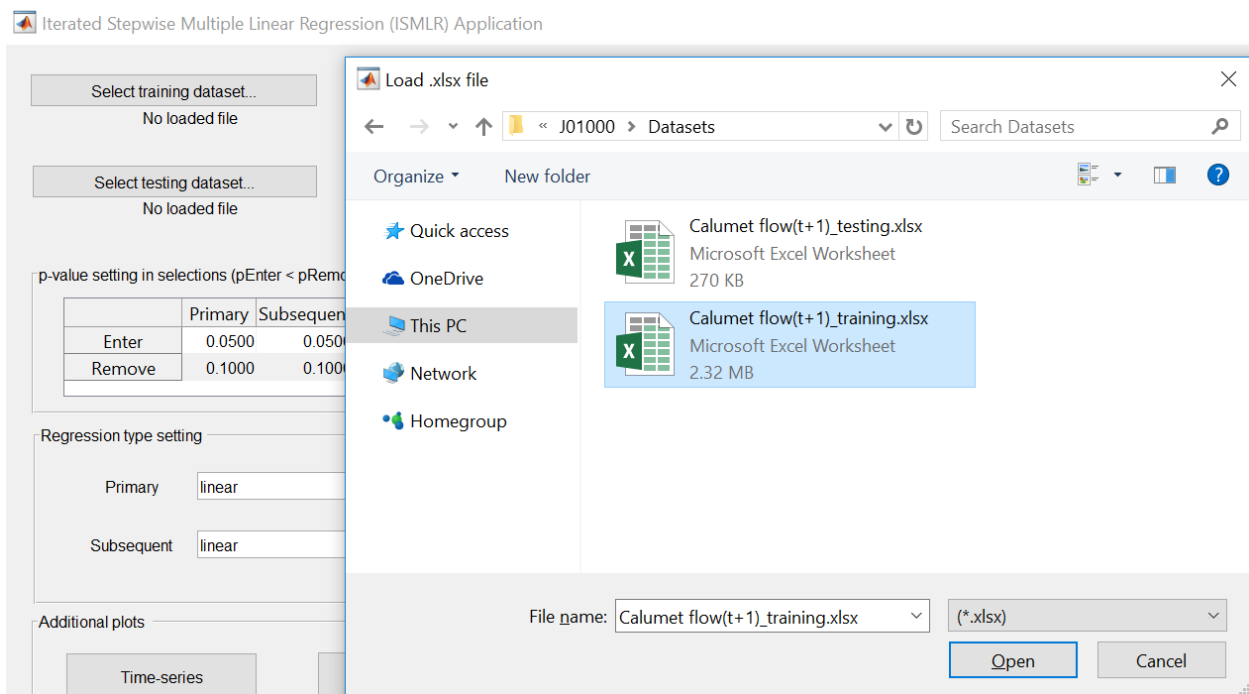 Iterated Stepwise Multiple Linear Regression (ISMLR) Application
Select training dataset...
No loaded file
Select testing dataset...
No loaded file
p-value setting in selections (pEnter < pRemo
Primary Subsequen
Enter 0.0500 0.050
Remove 0.1000 0.100
Regression type setting
Primary linear
Subsequent linear
Additional plots
Time-series
Load .xlsx file
« J01000 > Datasets
Search Datasets
Organize New folder
Quick access
OneDrive
This PC
Network
Homegroup
Calumet flow(t+1)_testing.xlsx
Microsoft Excel Worksheet
270 KB
Calumet flow(t+1)_training.xlsx
Microsoft Excel Worksheet
2.32 MB
File name: Calumet flow(t+1)_training.xlsx (*.xlsx)
Open Cancel